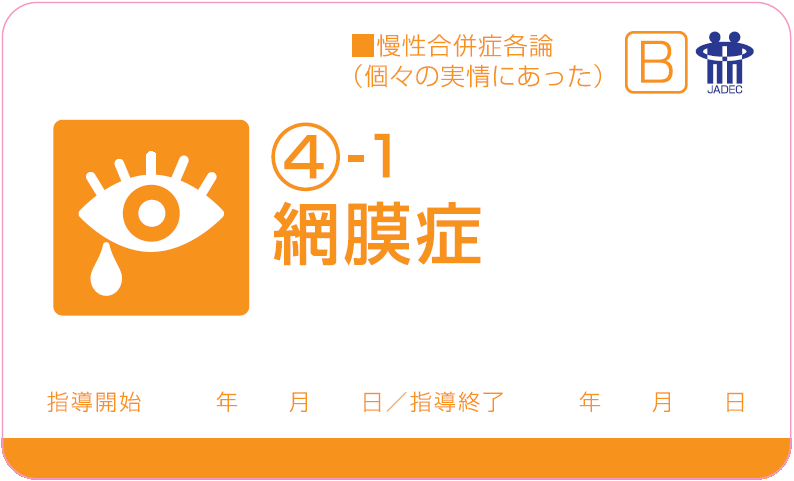 ■慢性合併症各論
（個々の実情にあった）
B
JADEC
④-1
網膜症
指導開始 年 月 日／指導終了 年 月 日